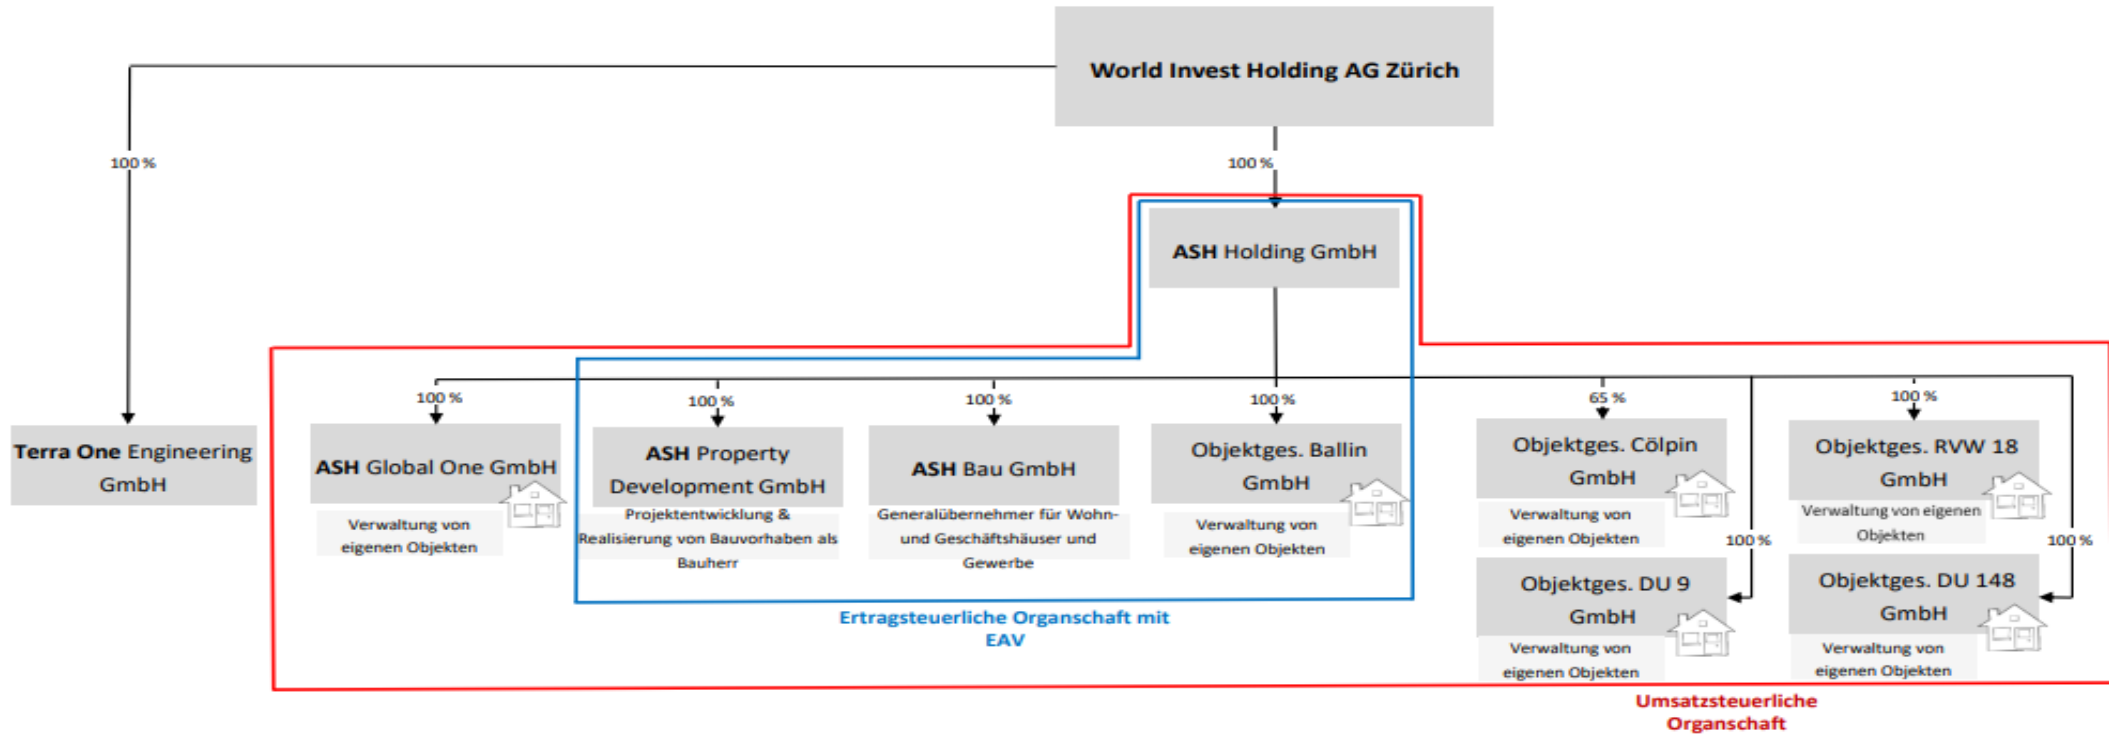 World Invest Holding AG Zürich
100 %
100 %
ASH Holding GmbH
100 %
100 %
100 %
100 %
65 %
100 %
Terra One Engineering
GmbH
ASH Global One GmbH
Verwaltung von
eigenen Objekten
ASH Property
Development GmbH
Projektentwicklung &
Realisierung von Bauvorhaben als
Bauherr
ASH Bau GmbH
Generalübernehmer für Wohn-
und Geschäftshäuser und
Gewerbe
Objektges. Ballin
GmbH
Verwaltung von
eigenen Objekten
Objektges. Cölpin
GmbH
Verwaltung von
eigenen Objekten
Objektges. RVW 18
GmbH
Verwaltung von eigenen
Objekten
100 %
100 %
Objektges. DU 9
GmbH
Verwaltung von
eigenen Objekten
Objektges. DU 148
GmbH
Verwaltung von
eigenen Objekten
Ertragsteuerliche Organschaft mit
EAV
Umsatzsteuerliche
Organschaft